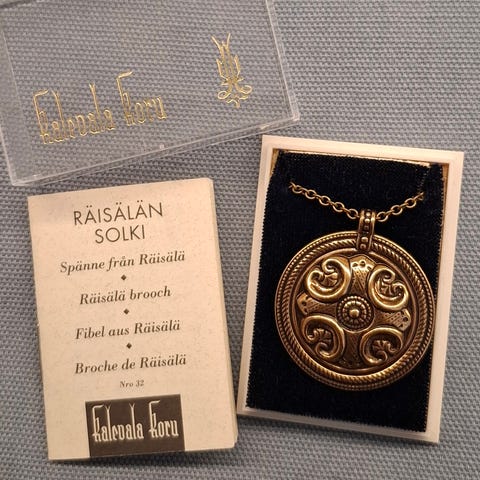 Kalevala Koru
RÄISÄLÄN
SOLKI
Spänne från Räisälä
Räisälä brooch
Fibel aus Räisälä
Broche de Räisälä
Nro 32
Kalevala Koru